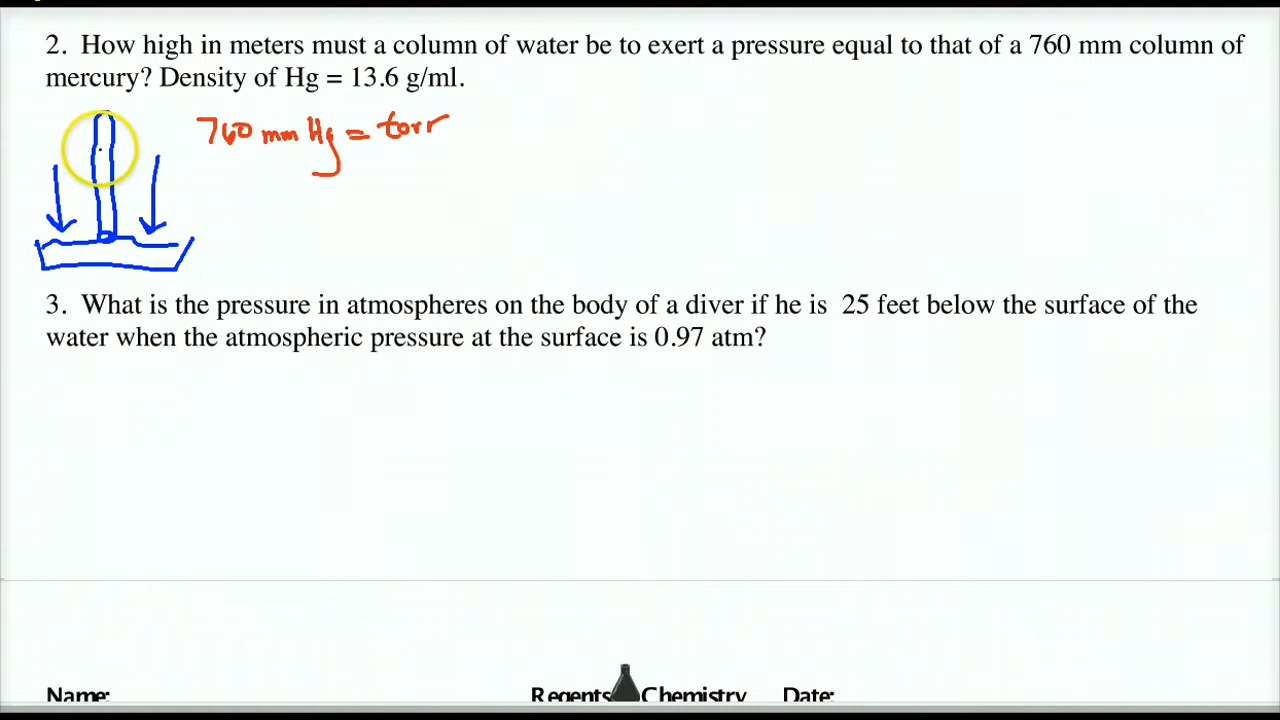 2. How high in meters must a column of water be to exert a pressure equal to that of a 760 mm column of
mercury? Density of Hg = 13.6 g/ml.
760 mm Hg = torr
3. What is the pressure in atmospheres on the body of a diver if he is 25 feet below the surface of the
water when the atmospheric pressure at the surface is 0.97 atm?
Name: Regents Chemistry Date: